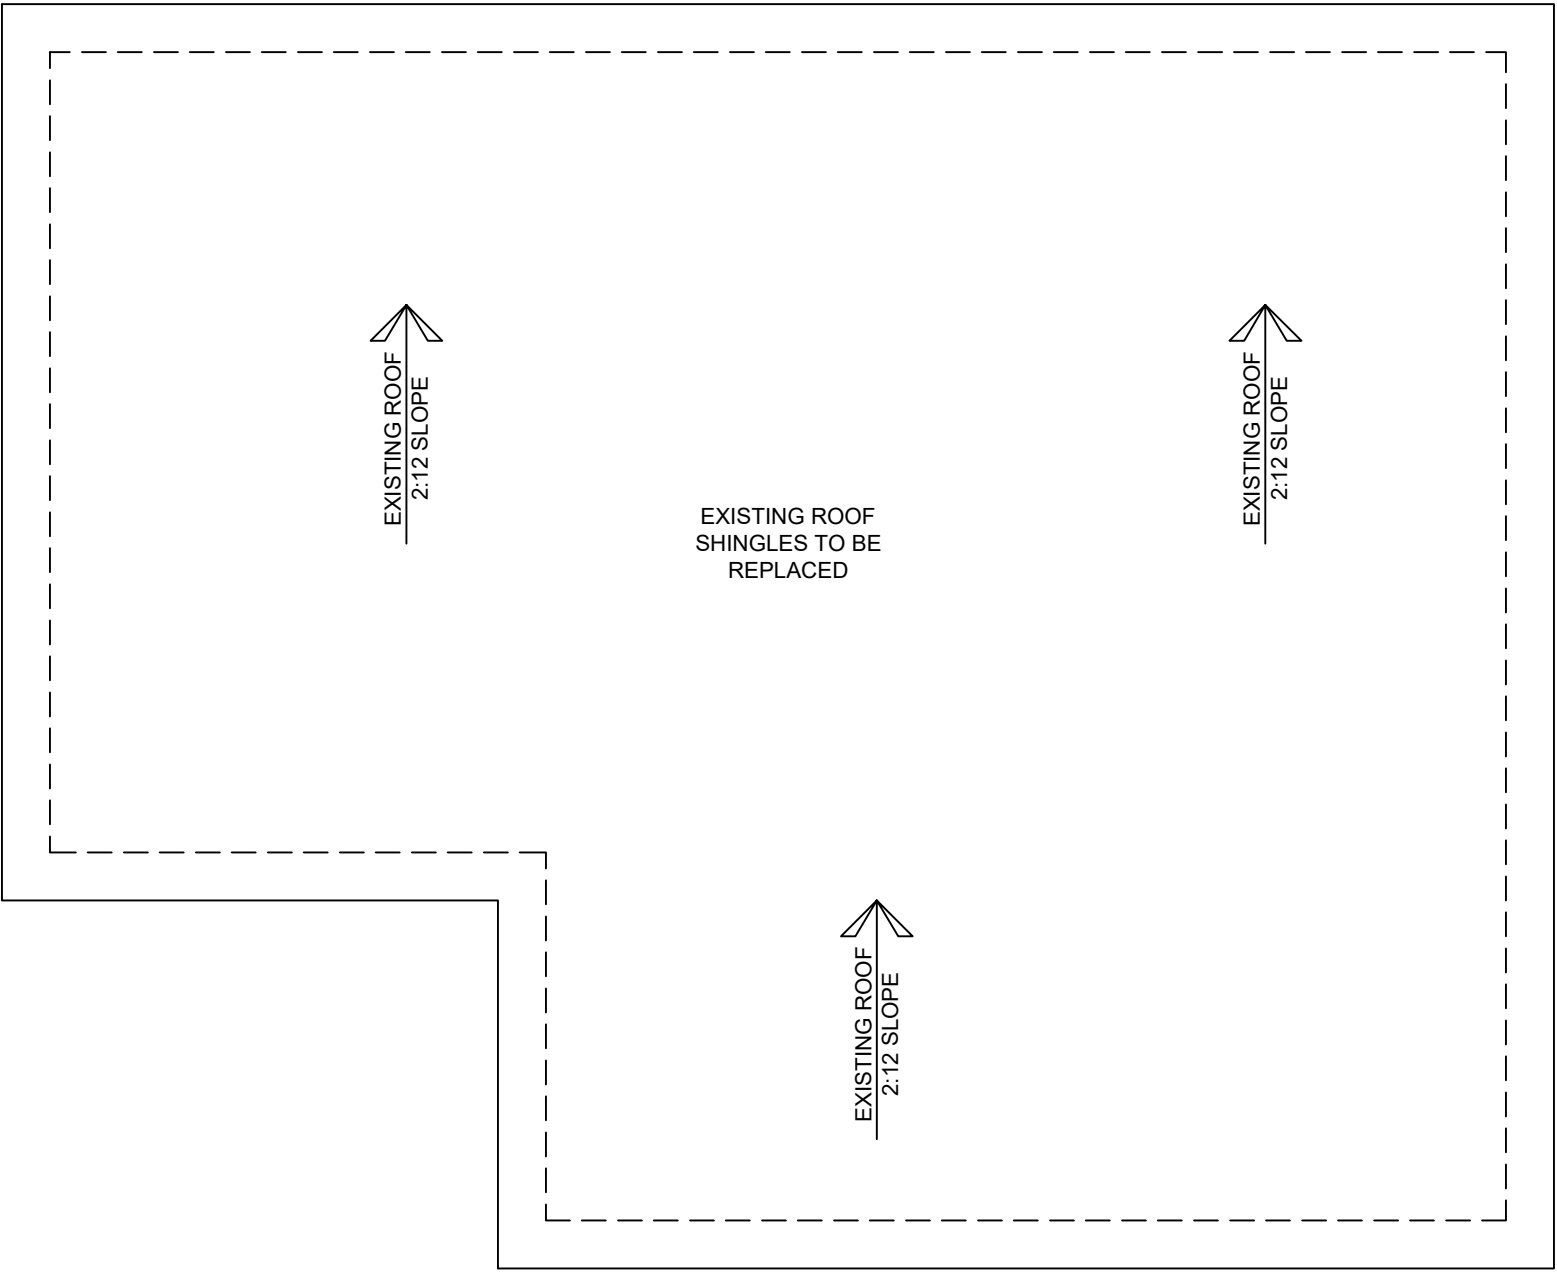 EXISTING ROOF
2:12 SLOPE
EXISTING ROOF
2:12 SLOPE
EXISTING ROOF
SHINGLES TO BE
REPLACED
EXISTING ROOF
2:12 SLOPE